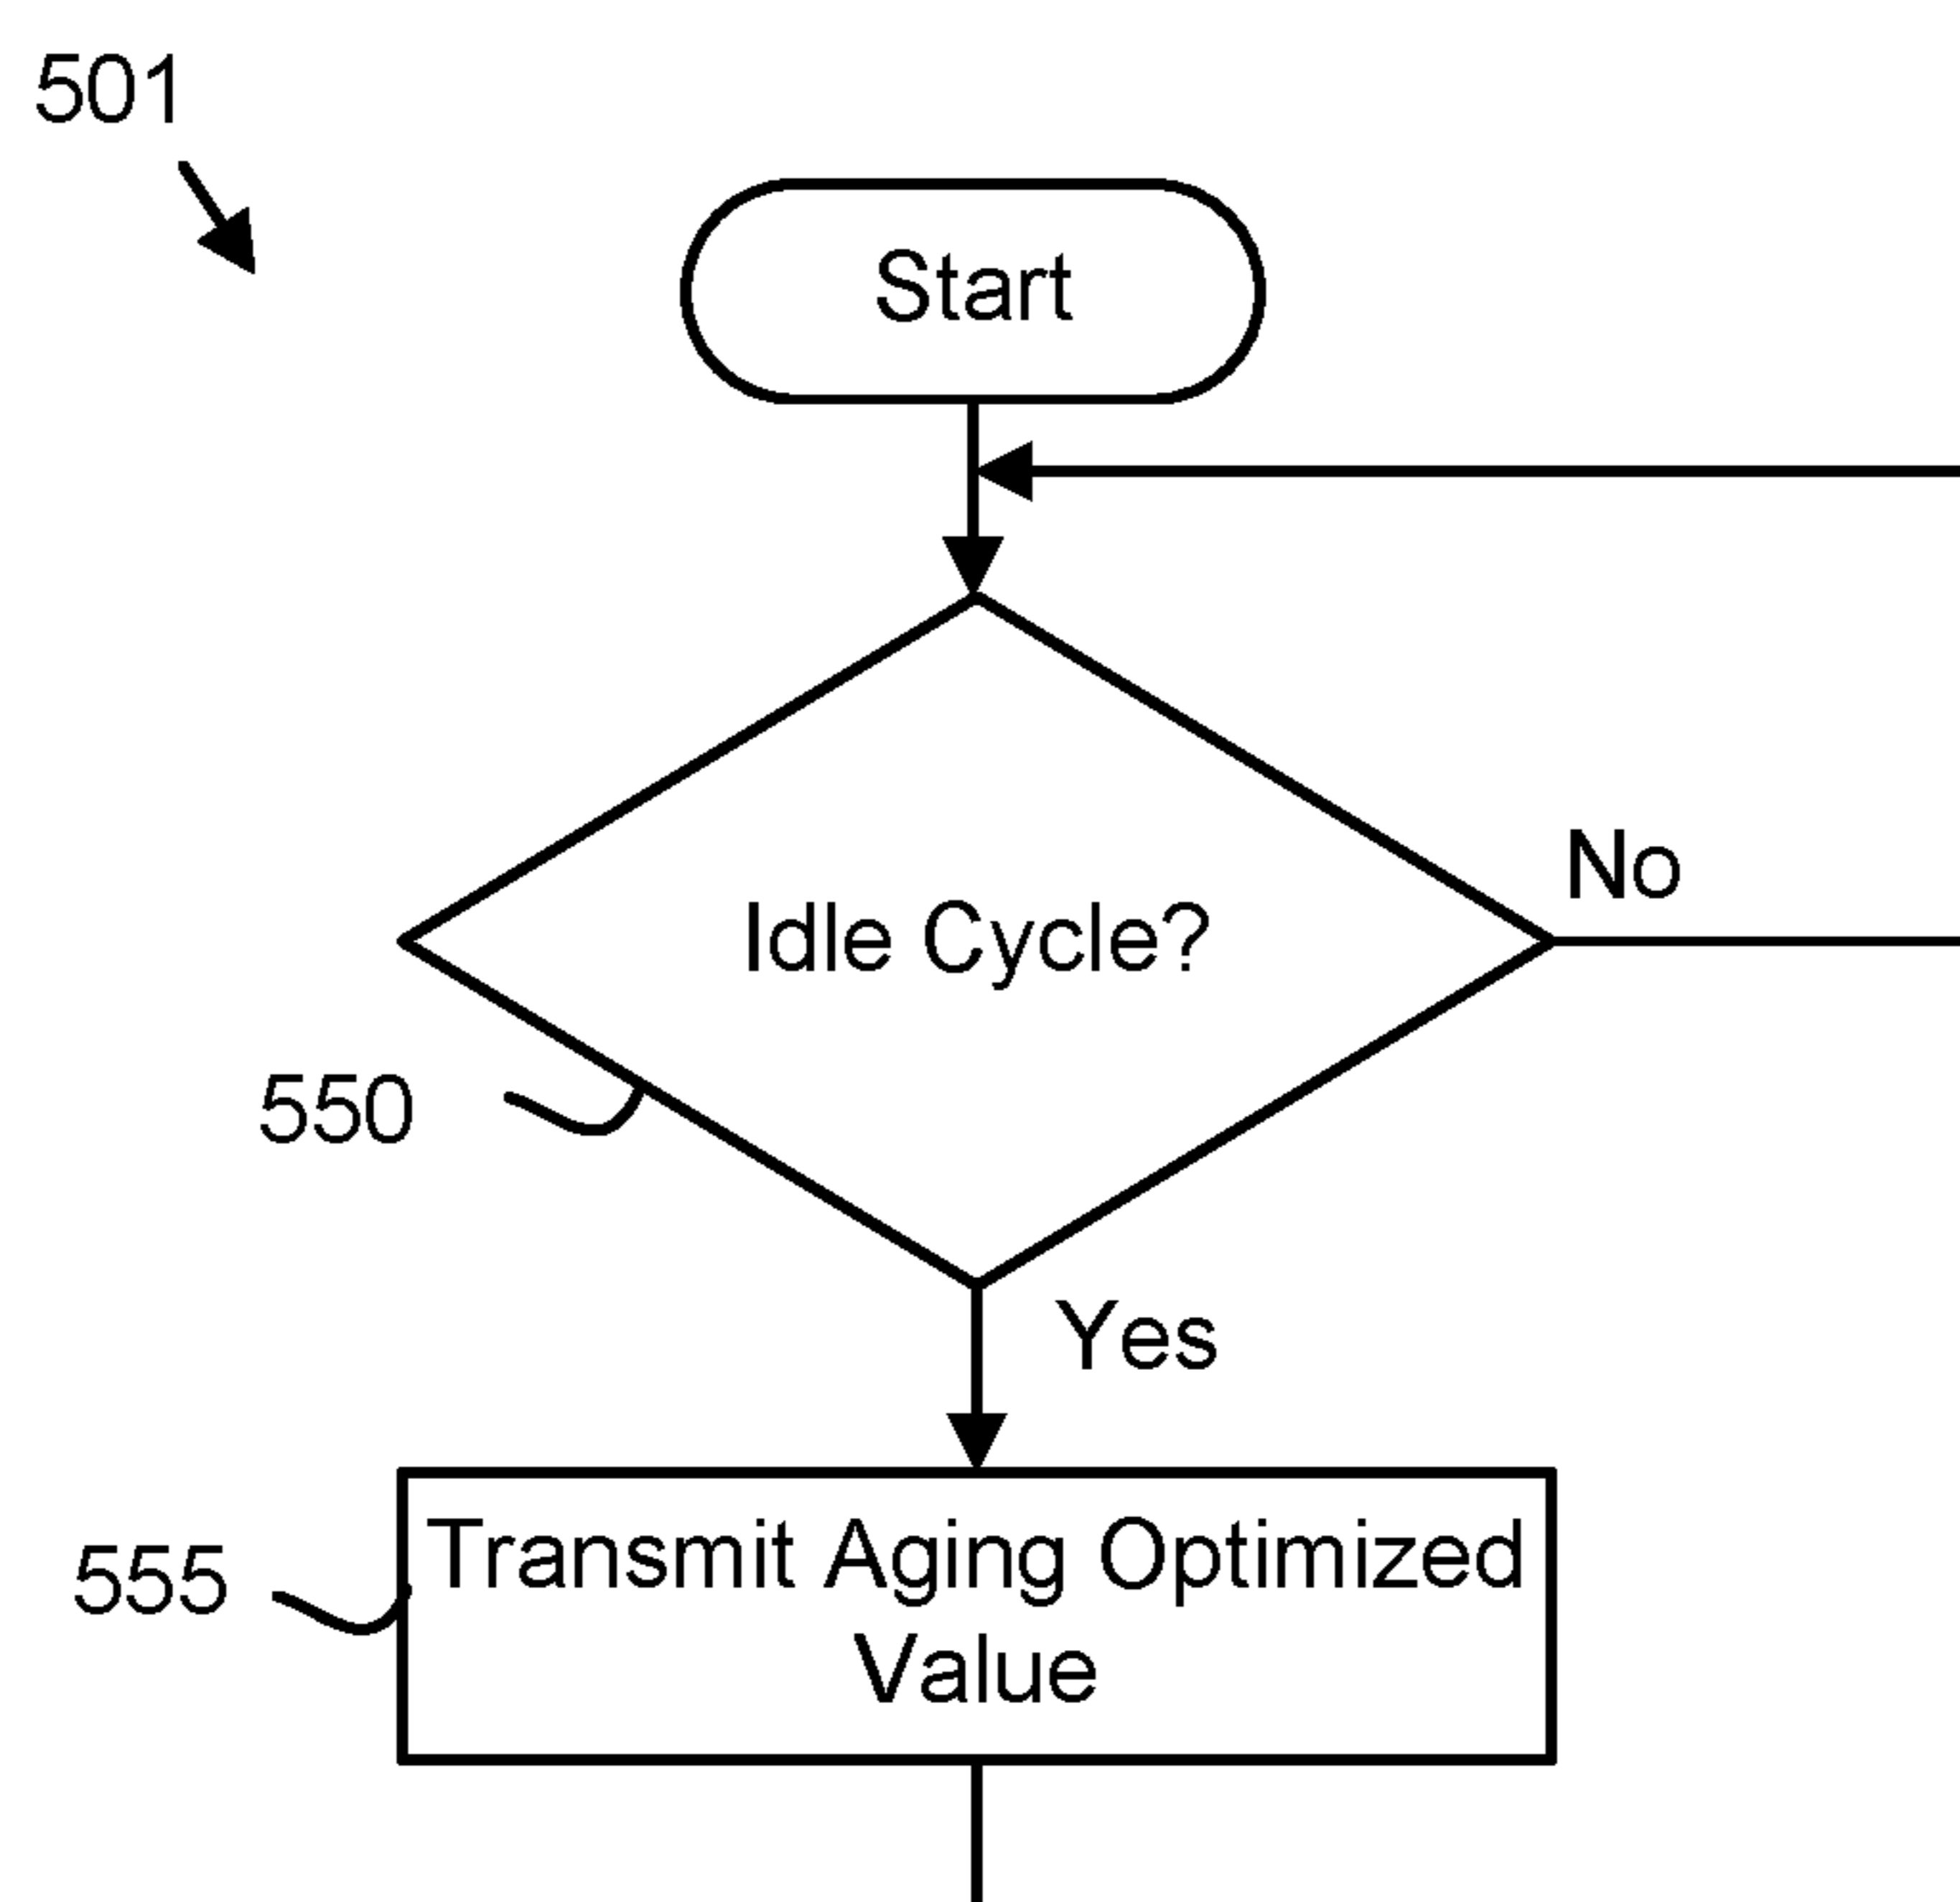 501
Start
No
Idle Cycle?
550
Yes
555
Transmit Aging Optimized
Value